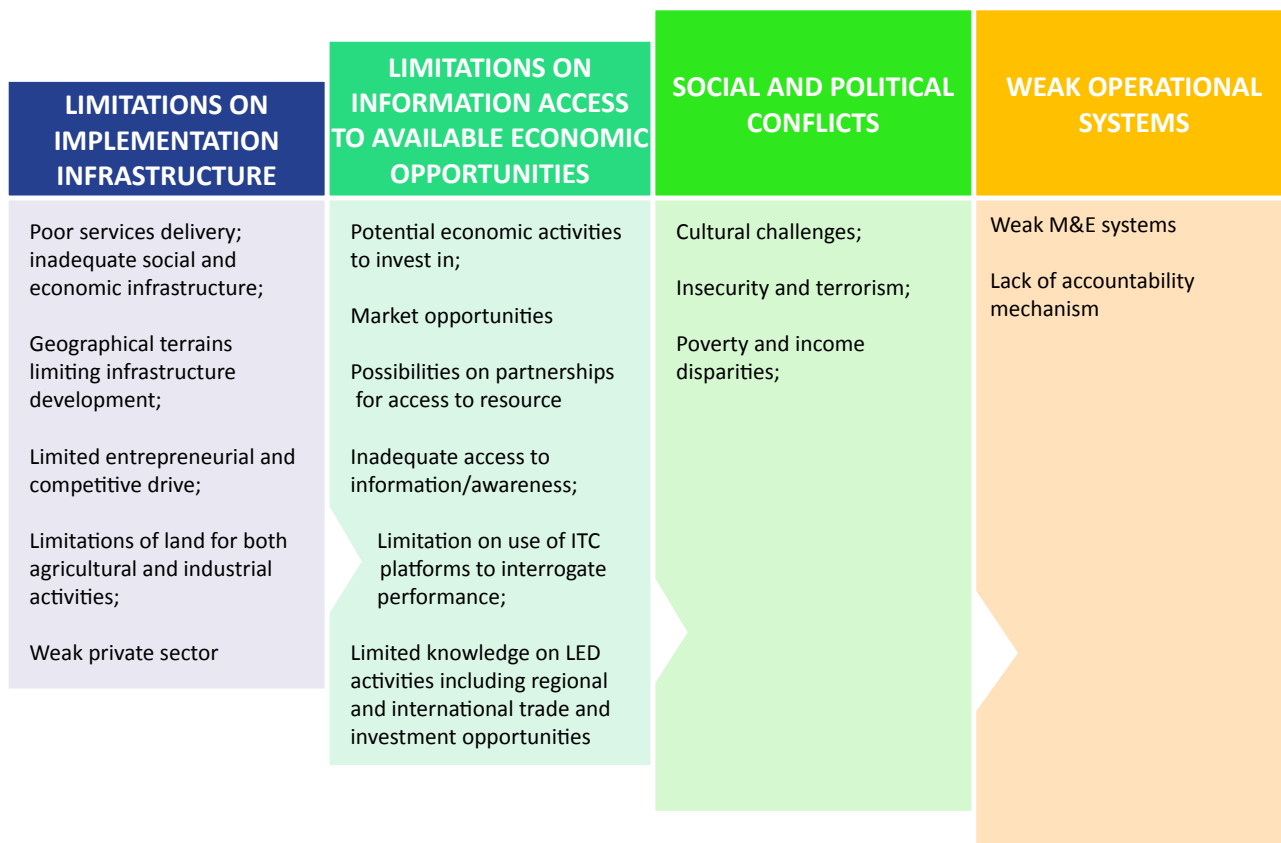 LIMITATIONS ON
IMPLEMENTATION
INFRASTRUCTURE
Poor services delivery;
inadequate social and
economic infrastructure;
Geographical terrains
limiting infrastructure
development;
Limited entrepreneurial and
competitive drive;
Limitations of land for both
agricultural and industrial
activities;
Weak private sector
LIMITATIONS ON
INFORMATION ACCESS
TO AVAILABLE ECONOMIC
OPPORTUNITIES
Potential economic activities
to invest in;
Market opportunities
Possibilities on partnerships
for access to resource
Inadequate access to
information/awareness;
Limitation on use of ITC
platforms to interrogate
performance;
Limited knowledge on LED
activities including regional
and international trade and
investment opportunities
SOCIAL AND POLITICAL
CONFLICTS
Cultural challenges;
Insecurity and terrorism;
Poverty and income
disparities;
WEAK OPERATIONAL
SYSTEMS
Weak M&E systems
Lack of accountability
mechanism